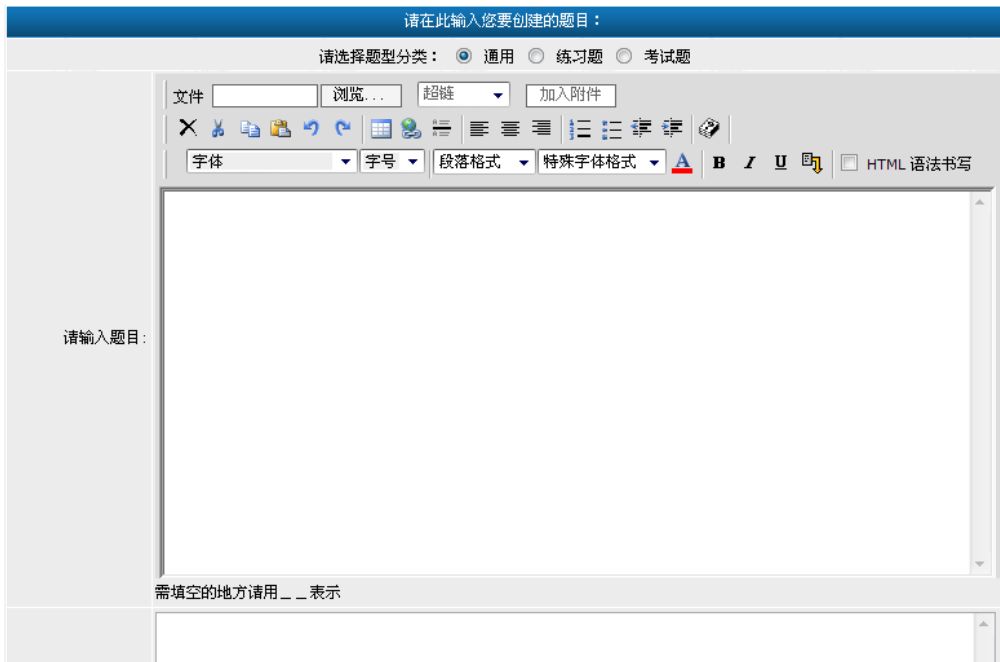 请在此输入您要创建的题目：
请选择题型分类： 通用 练习题 考试题
文件 浏览... 超链 加入附件
字体 字号 段落格式 特殊字体格式 A B I U HTML 语法书写
请输入题目:
需填空的地方请用＿＿表示